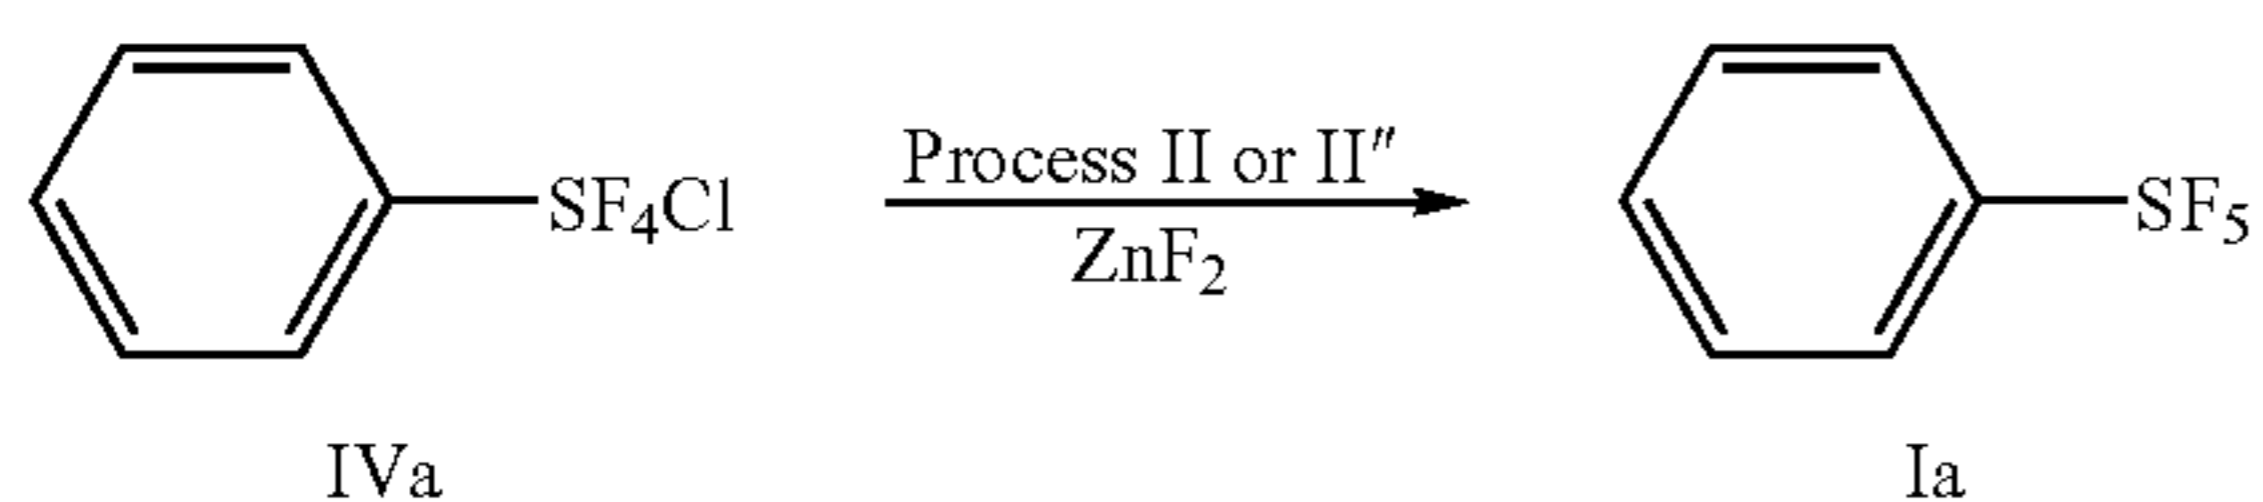 Process II or II″
SF₄Cl
ZnF₂
SF₅
IVa
Ia